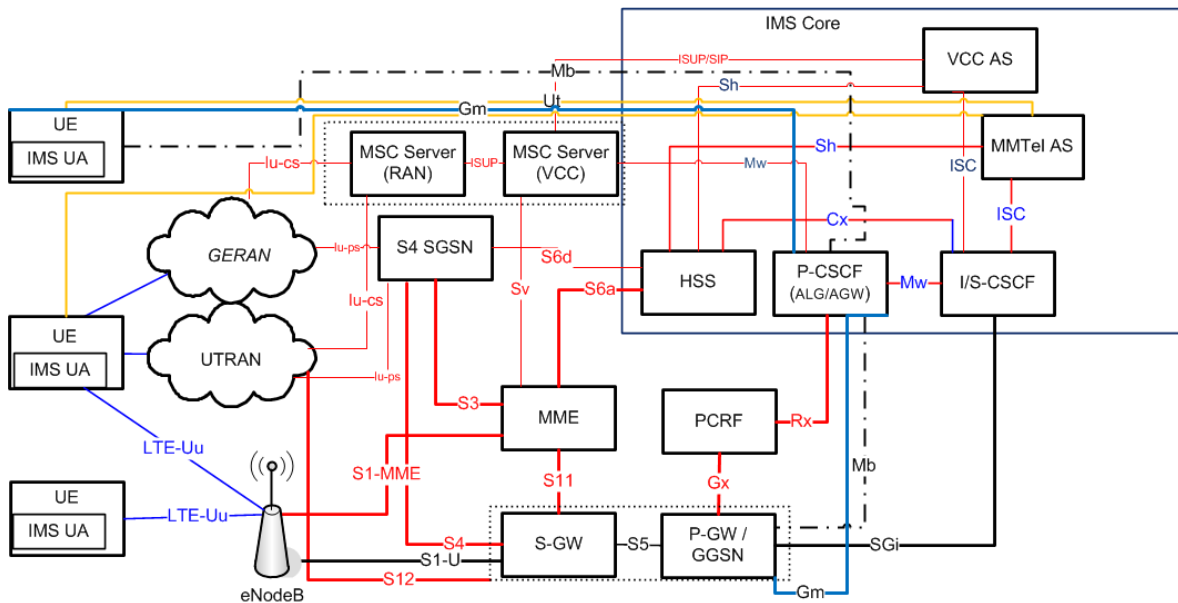 IMS Core
VCC AS
ISUP/SIP
Mb
Sh
Ut
Gm
UE
IMS UA
MMTel AS
MSC Server
(RAN)
ISUP
MSC Server
(VCC)
Iu-cs
Mw
Sh
ISC
ISC
Cx
GERAN
Iu-ps
S4 SGSN
S6d
HSS
P-CSCF
(ALG/AGW)
Mw
I/S-CSCF
Sv
S6a
Iu-cs
UE
IMS UA
UTRAN
Iu-ps
S3
MME
PCRF
Rx
LTE-Uu
S1-MME
S11
Gx
Mb
UE
IMS UA
LTE-Uu
S4
S-GW
S5
P-GW /
GGSN
SGi
S1-U
S12
Gm
eNodeB